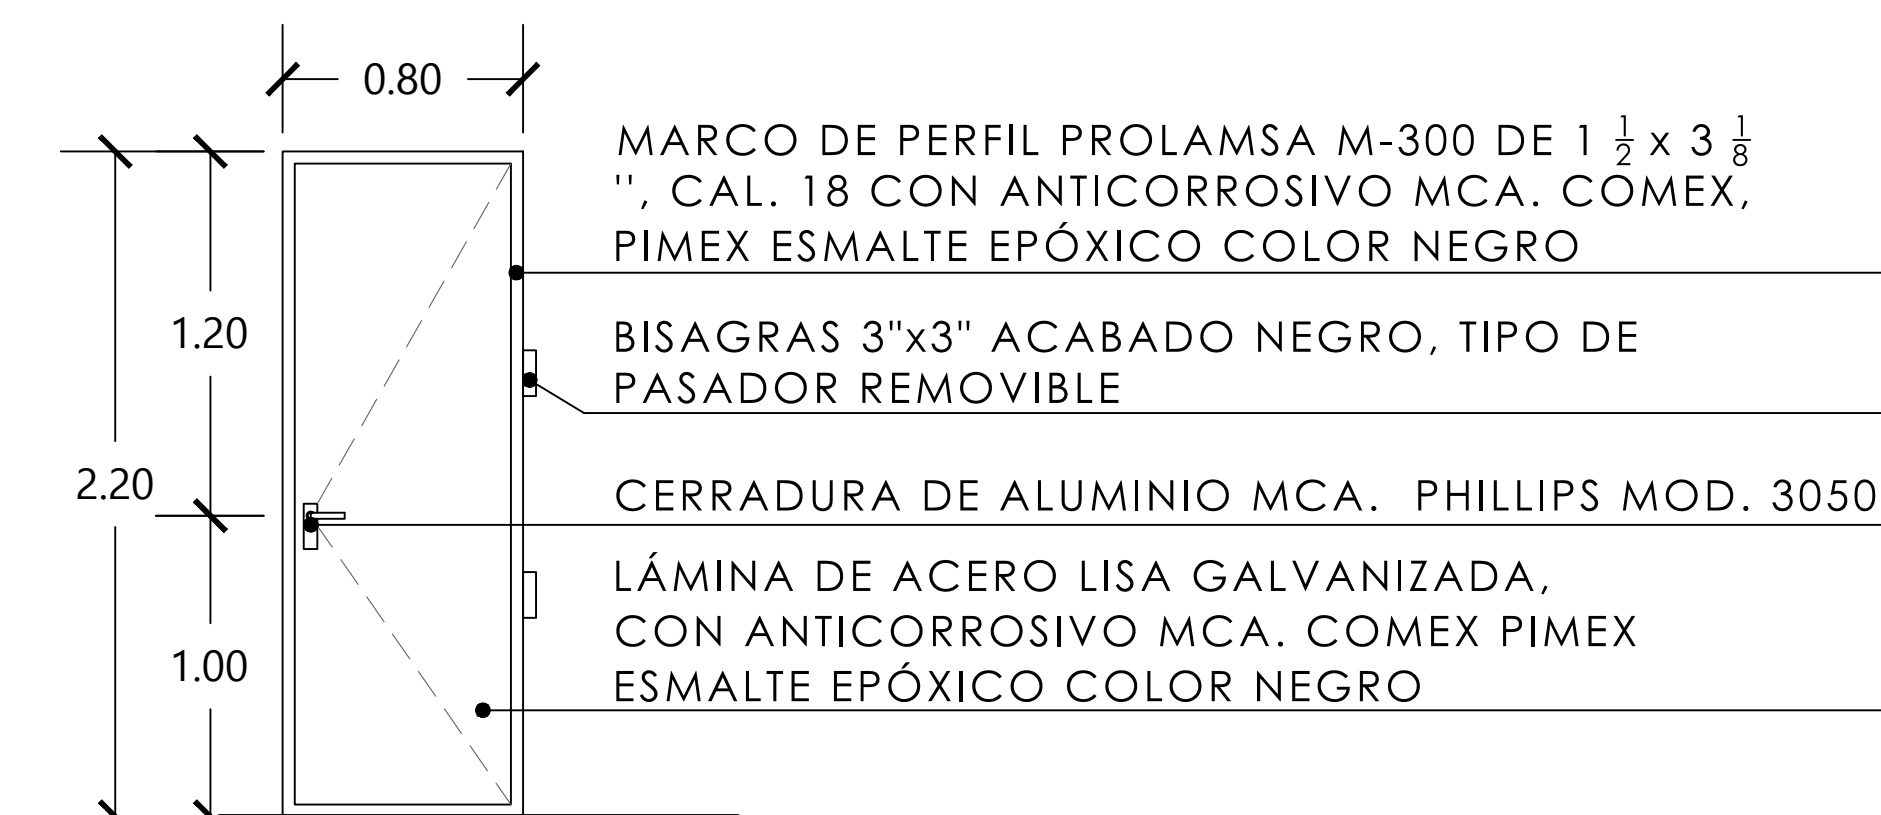 0.80
MARCO DE PERFIL PROLAMSA M-300 DE 1 1/2 x 3 1/8
'', CAL. 18 CON ANTICORROSIVO MCA. COMEX,
PIMEX ESMALTE EPÓXICO COLOR NEGRO
1.20
BISAGRAS 3"x3" ACABADO NEGRO, TIPO DE
PASADOR REMOVIBLE
2.20
CERRADURA DE ALUMINIO MCA. PHILLIPS MOD. 3050
LÁMINA DE ACERO LISA GALVANIZADA,
CON ANTICORROSIVO MCA. COMEX PIMEX
1.00
ESMALTE EPÓXICO COLOR NEGRO